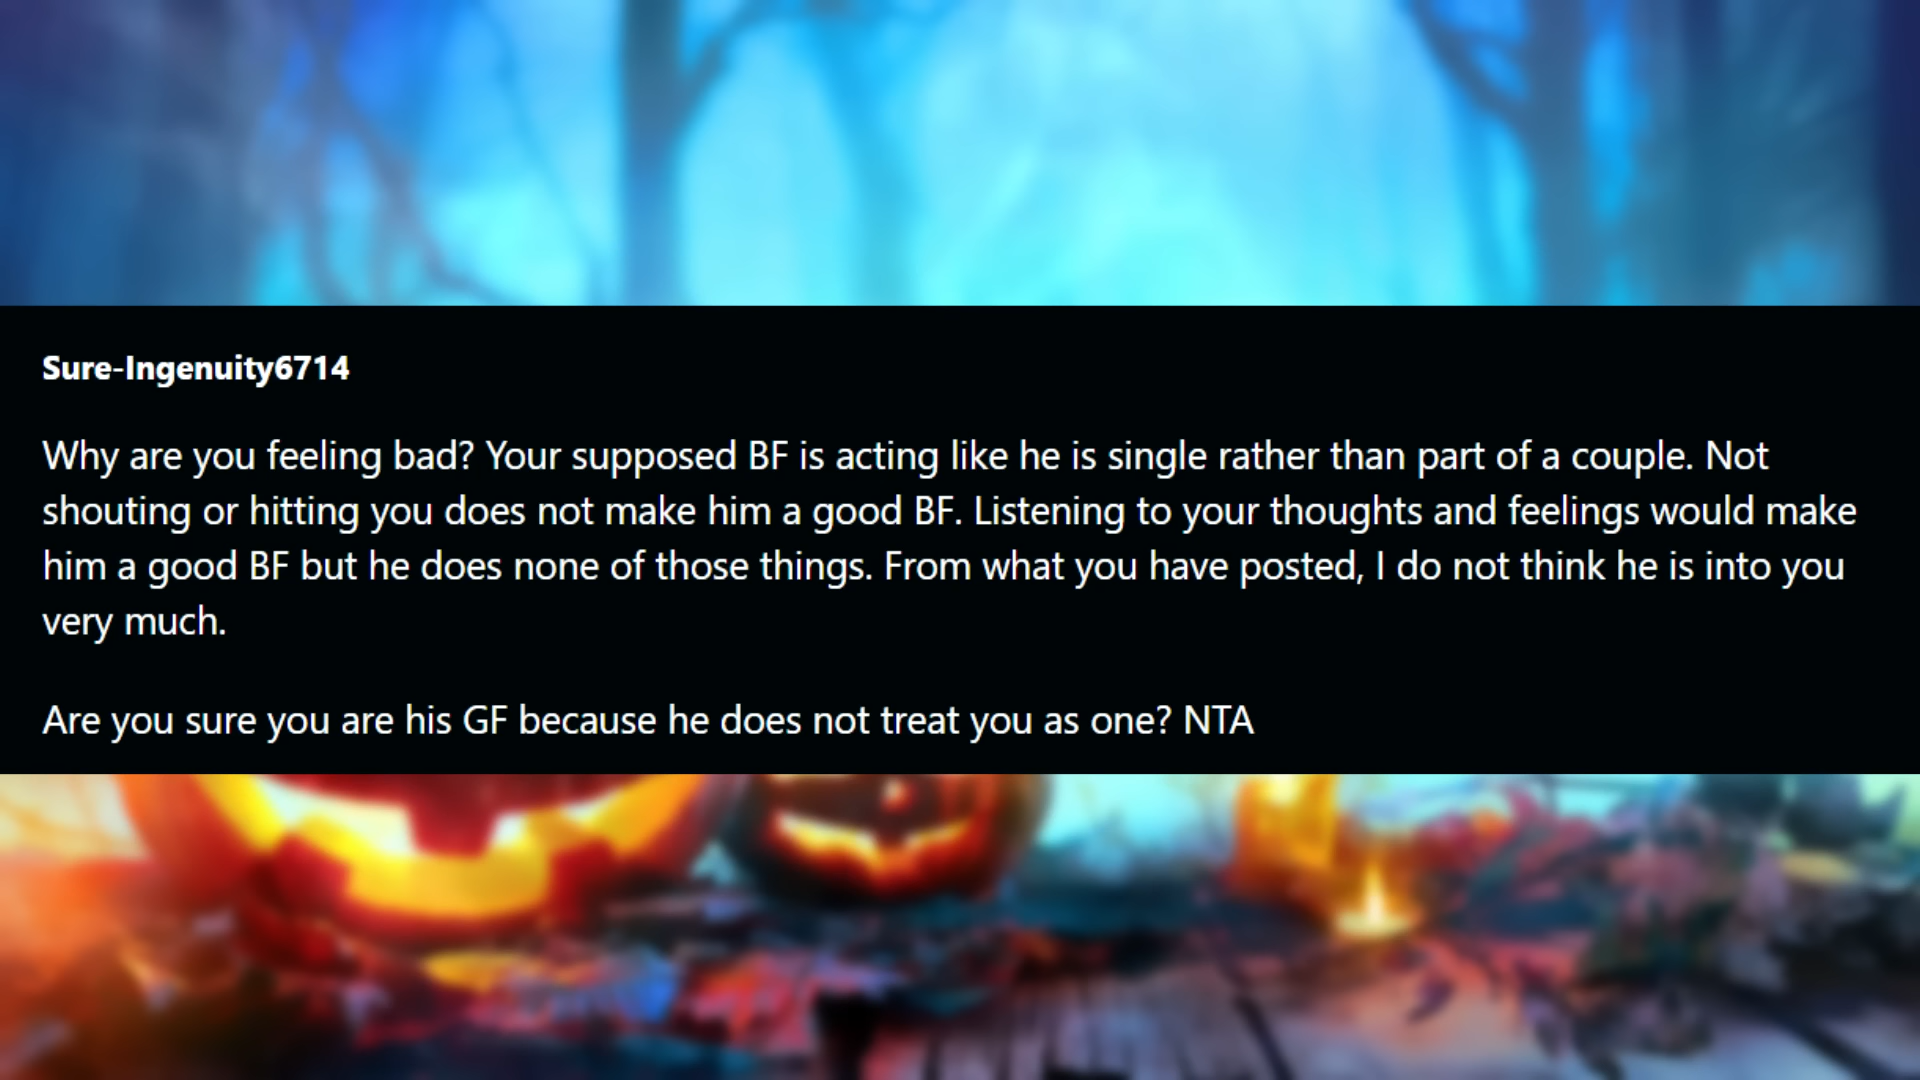 Sure-Ingenuity6714
Why are you feeling bad? Your supposed BF is acting like he is single rather than part of a couple. Not
shouting or hitting you does not make him a good BF. Listening to your thoughts and feelings would make
him a good BF but he does none of those things. From what you have posted, I do not think he is into you
very much.
Are you sure you are his GF because he does not treat you as one? NTA